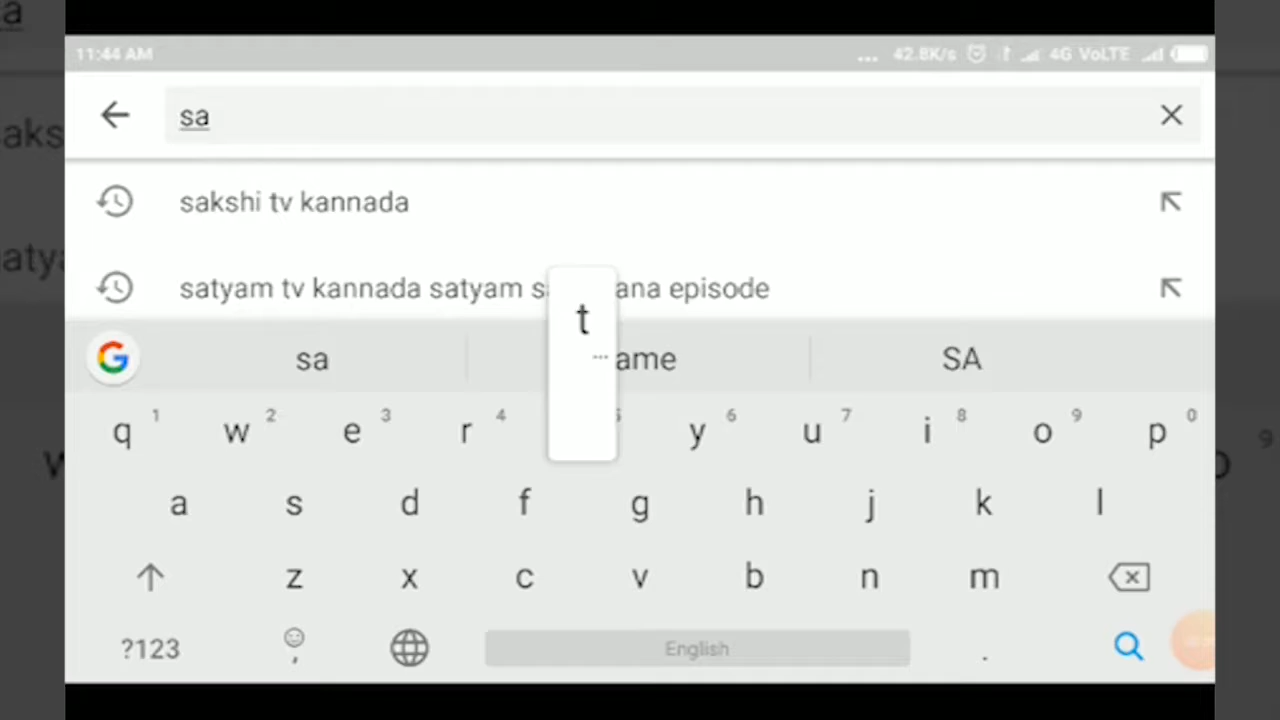 11:44 AM ... 42.8K/s 4G VoLTE
sa
sakshi tv kannada
satyam tv kannada satyam s ana episode
t
...
sa ame SA
q 1 w 2 e 3 r 4 y 6 u 7 i 8 o 9 p 0
a s d f g h j k l
z x c v b n m
?123 , English .